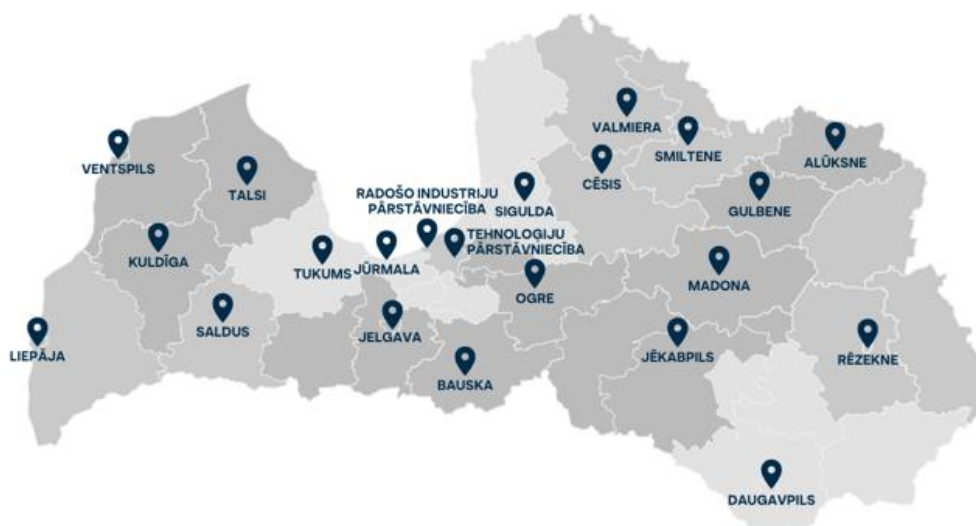 VALMIERA
SMILTENE
ALŪKSNE
VENTSPILS
TALSI
CĒSIS
RADOŠO INDUSTRIJU
PĀRSTĀVNIECĪBA
SIGULDA
GULBENE
TEHNOLOĢIJU
PĀRSTĀVNIECĪBA
KULDĪGA
TUKUMS
JŪRMALA
MADONA
OGRE
SALDUS
JELGAVA
LIEPĀJA
JĒKABPILS
RĒZEKNE
BAUSKA
DAUGAVPILS